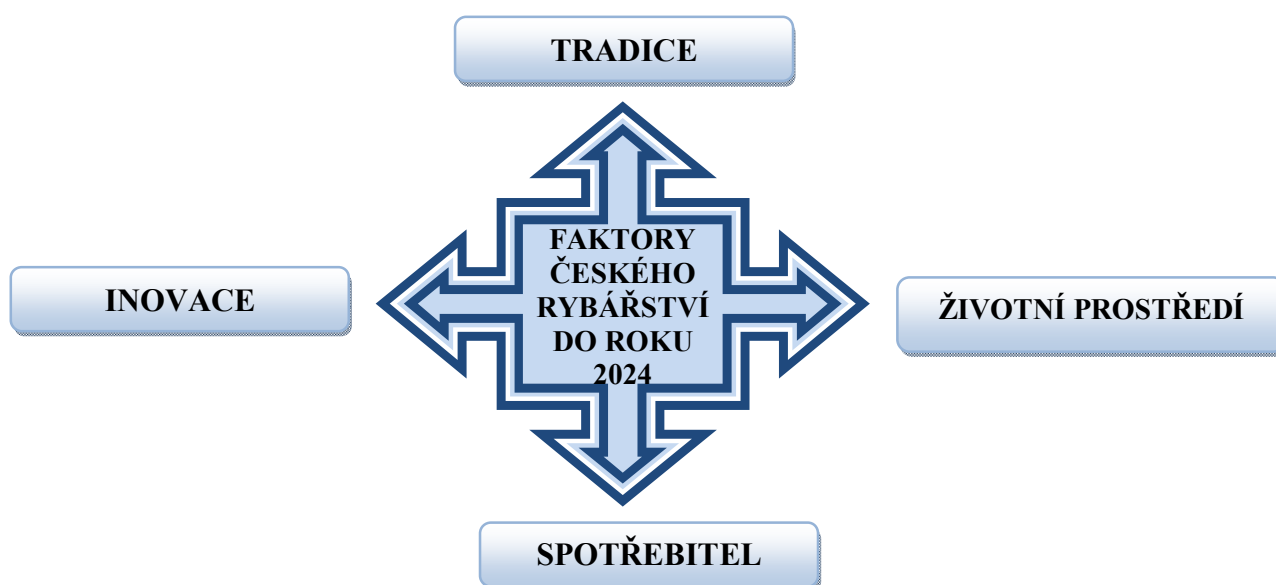 TRADICE
FAKTORY
ČESKÉHO
RYBÁŘSTVÍ
DO ROKU
2024
INOVACE
ŽIVOTNÍ PROSTŘEDÍ
SPOTŘEBITEL